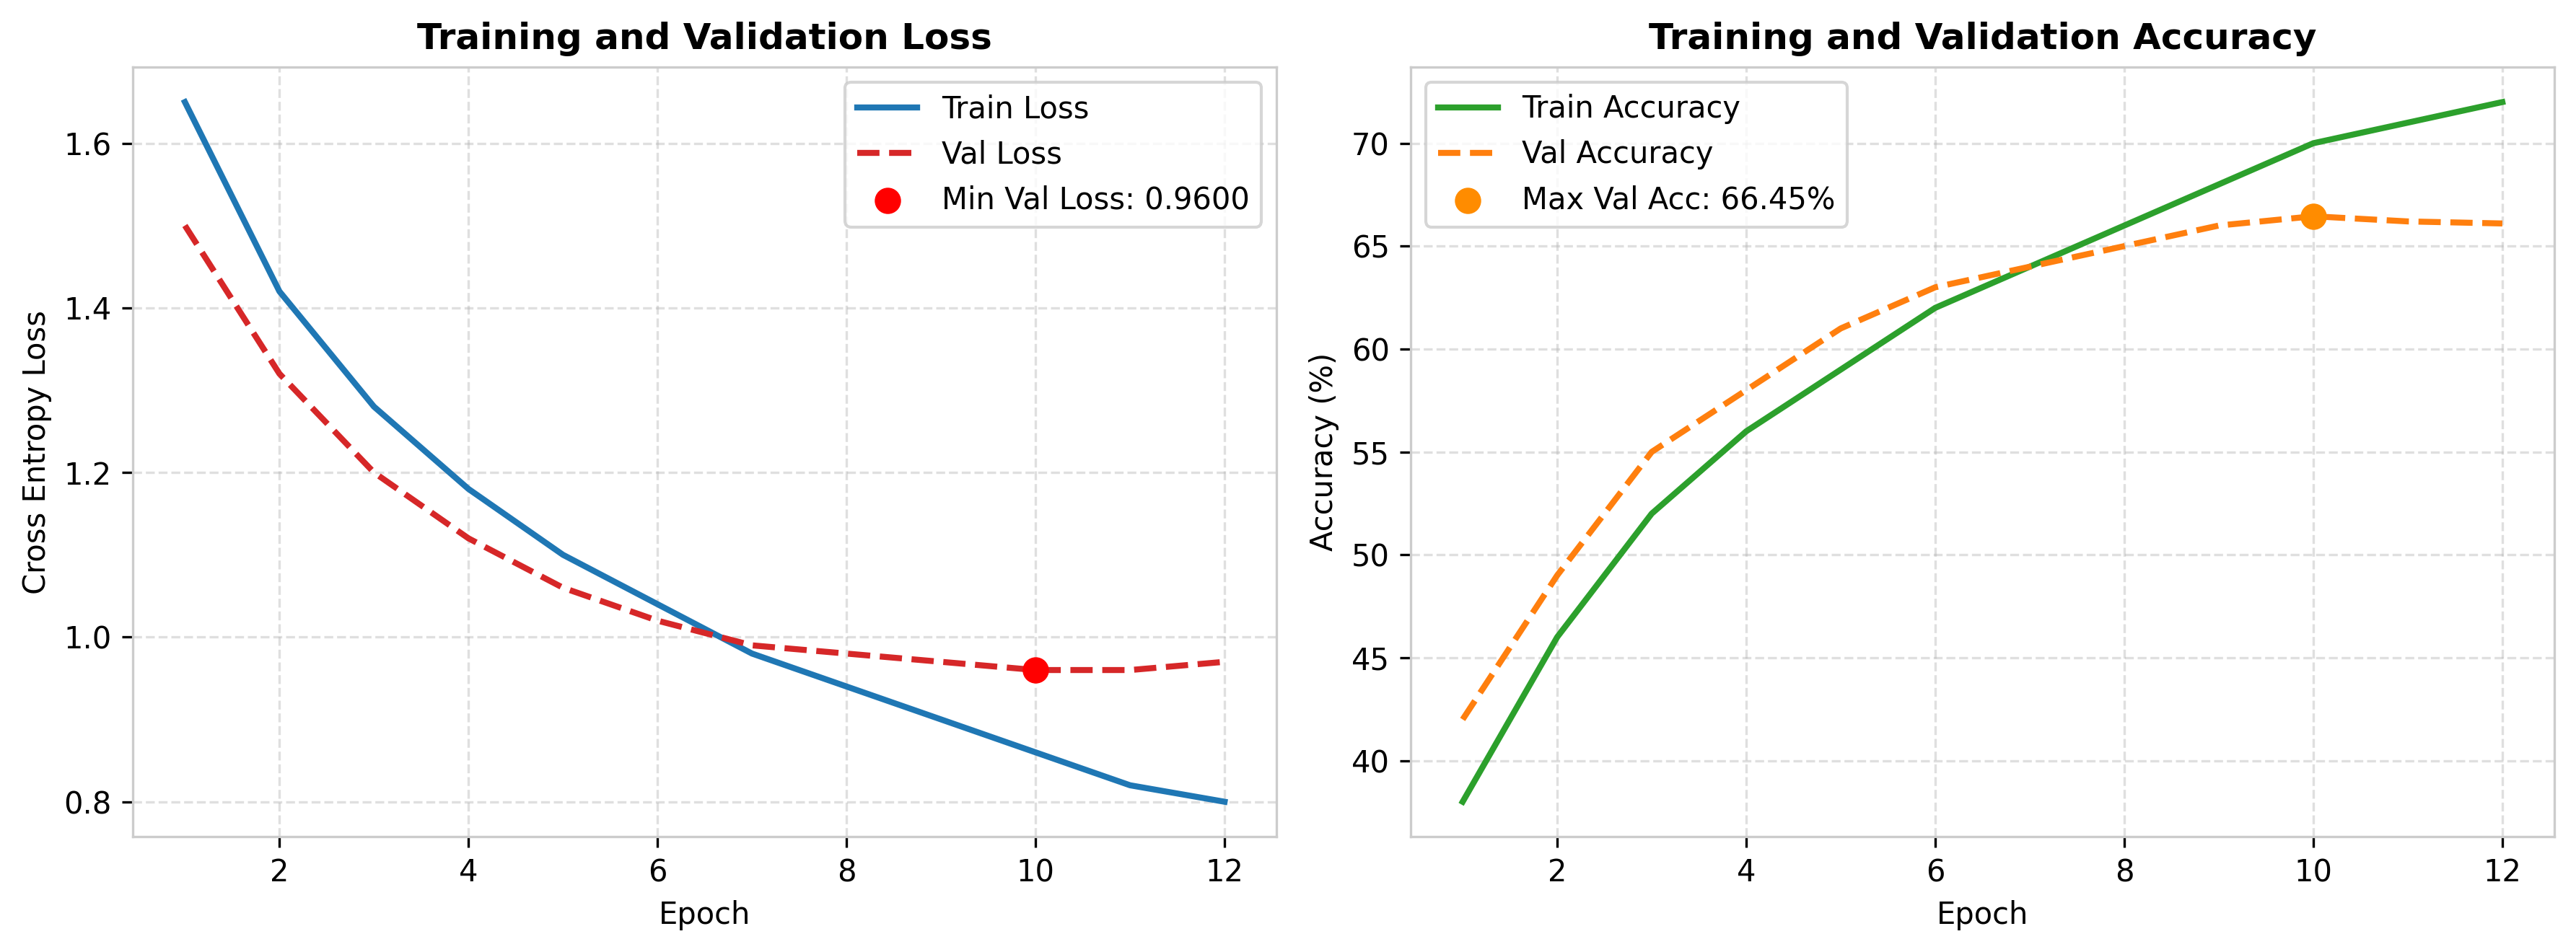 Training and Validation Loss
Train Loss
Val Loss
Min Val Loss: 0.9600
Cross Entropy Loss
1.6
1.4
1.2
1.0
0.8
2 4 6 8 10 12
Epoch
Training and Validation Accuracy
Train Accuracy
Val Accuracy
Max Val Acc: 66.45%
Accuracy (%)
70
65
60
55
50
45
40
2 4 6 8 10 12
Epoch